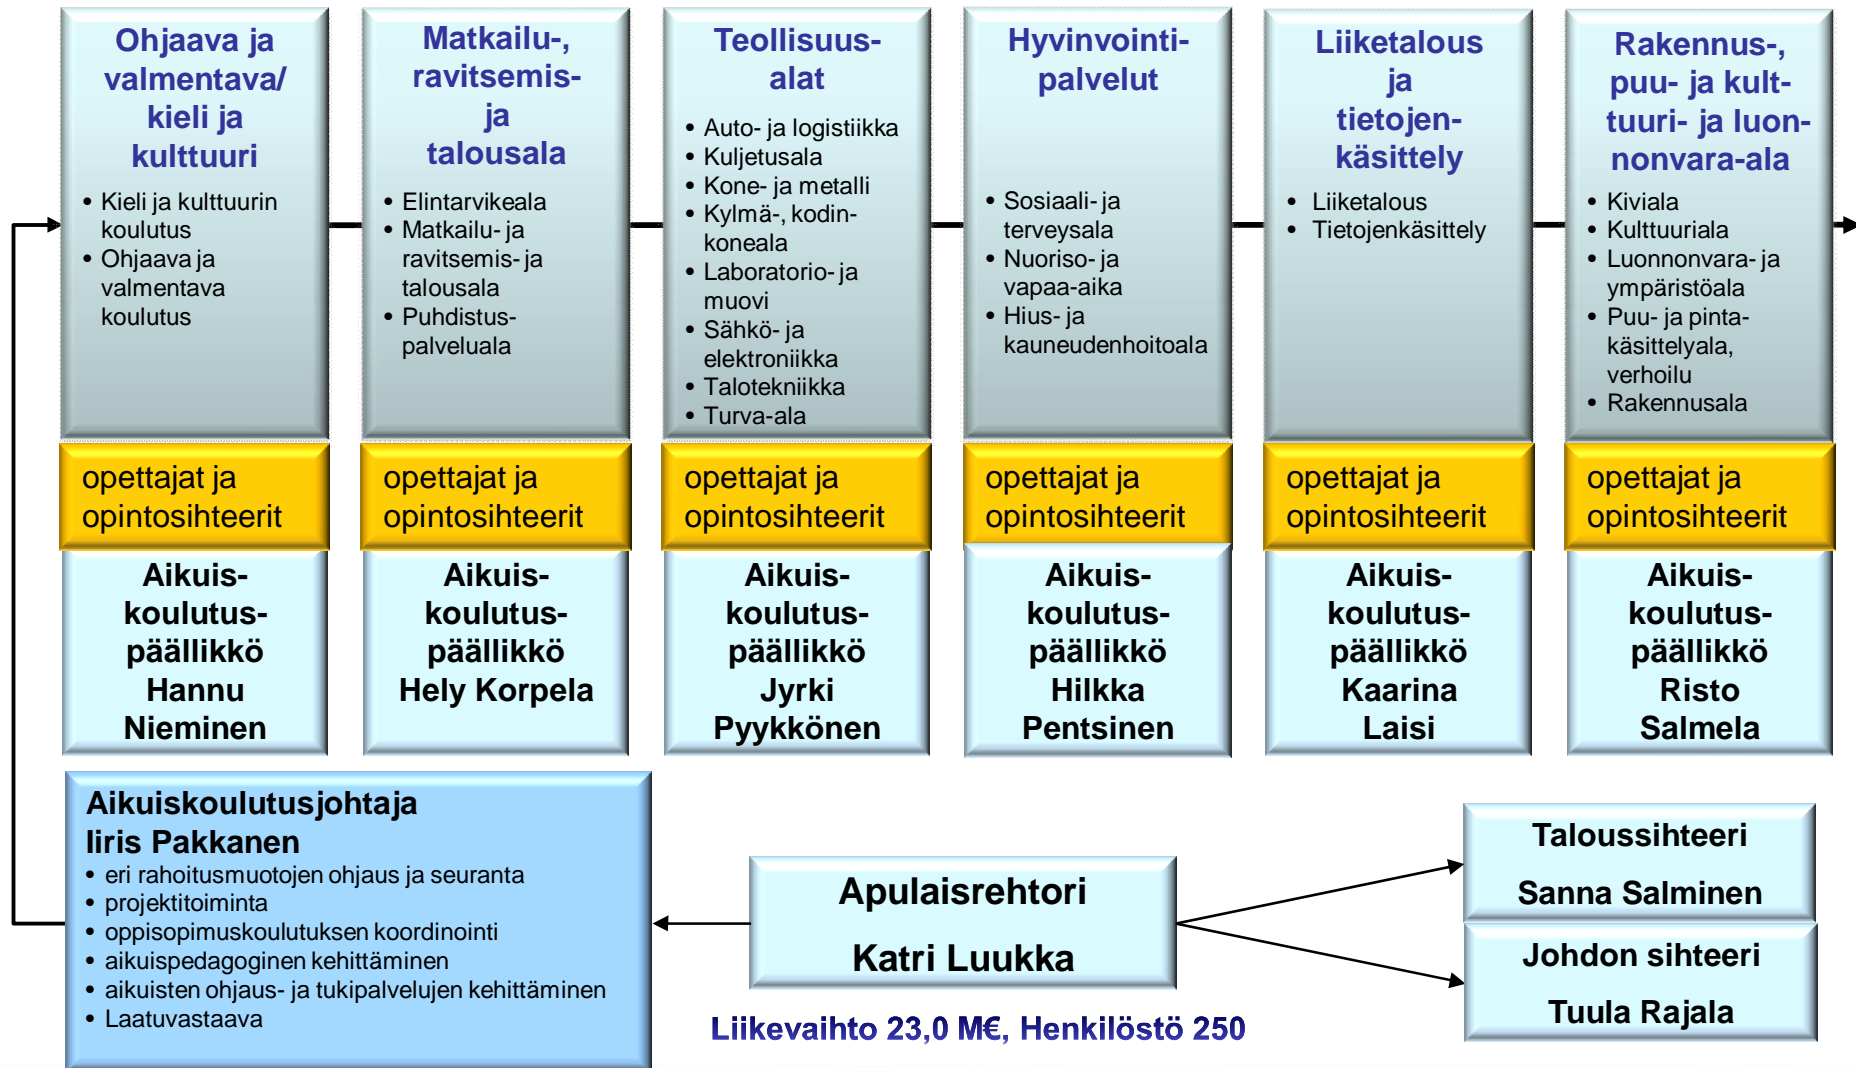 Ohjaava ja
valmentava/
kieli ja
kulttuuri
• Kieli ja kulttuurin
koulutus
• Ohjaava ja
valmentava
koulutus
opettajat ja
opintosihteerit
Aikuis-
koulutus-
päällikkö
Hannu
Nieminen
Matkailu-,
ravitsemis-
ja
talousala
• Elintarvikeala
• Matkailu- ja
ravitsemis- ja
talousala
• Puhdistus-
palveluala
opettajat ja
opintosihteerit
Aikuis-
koulutus-
päällikkö
Hely Korpela
Teollisuus-
alat
• Auto- ja logistiikka
• Kuljetusala
• Kone- ja metalli
• Kylmä-, kodin-
koneala
• Laboratorio- ja
muovi
• Sähkö- ja
elektroniikka
• Talotekniikka
• Turva-ala
opettajat ja
opintosihteerit
Aikuis-
koulutus-
päällikkö
Jyrki
Pyykkönen
Hyvinvointi-
palvelut
• Sosiaali- ja
terveysala
• Nuoriso- ja
vapaa-aika
• Hius- ja
kauneudenhoitoala
opettajat ja
opintosihteerit
Aikuis-
koulutus-
päällikkö
Hilkka
Pentsinen
Liiketalous
ja
tietojen-
käsittely
• Liiketalous
• Tietojenkäsittely
opettajat ja
opintosihteerit
Aikuis-
koulutus-
päällikkö
Kaarina
Laisi
Rakennus-,
puu- ja kult-
tuuri- ja luon-
nonvara-ala
• Kiviala
• Kulttuuriala
• Luonnonvara- ja
ympäristöala
• Puu- ja pinta-
käsittelyala,
verhoilu
• Rakennusala
opettajat ja
opintosihteerit
Aikuis-
koulutus-
päällikkö
Risto
Salmela
Aikuiskoulutusjohtaja
Iiris Pakkanen
• eri rahoitusmuotojen ohjaus ja seuranta
• projektitoiminta
• oppisopimuskoulutuksen koordinointi
• aikuispedagoginen kehittäminen
• aikuisten ohjaus- ja tukipalvelujen kehittäminen
• Laatuvastaava
Apulaisrehtori
Katri Luukka
Liikevaihto 23,0 M€, Henkilöstö 250
Taloussihteeri
Sanna Salminen
Johdon sihteeri
Tuula Rajala